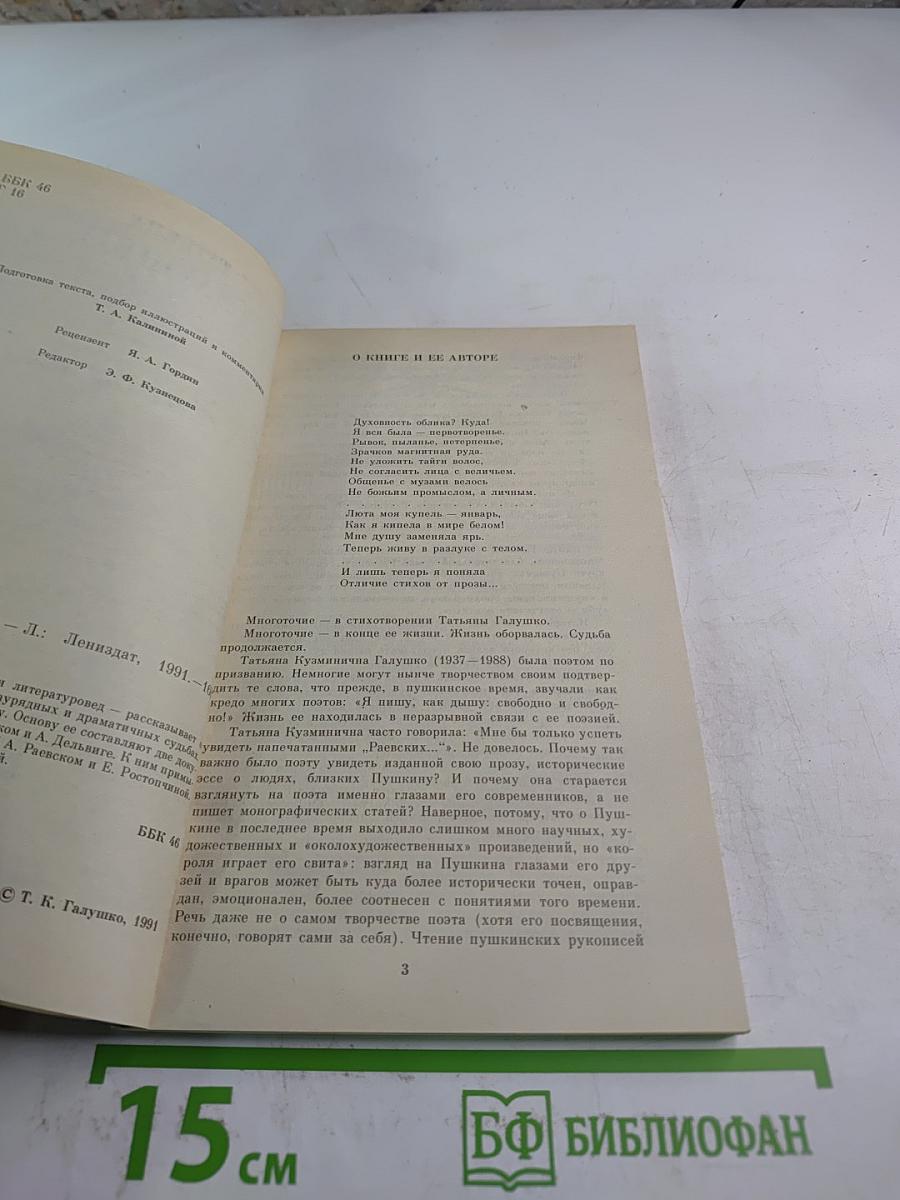 ББК 46
Г 16
Подготовка текста, подбор иллюстраций и комментарии
Т. А. Калининой
Рецензент Я. А. Гордин
Редактор Э. Ф. Кузнецова
— Л.: Лениздат, 1991.—
литературовед — рассказывает
и драматичных судьбах
Основу ее составляют две доку-
и А. Дельвиге. К ним примы-
А. Раевском и Е. Ростопчиной,
ББК 46
© Т. К. Галушко, 1991
О КНИГЕ И ЕЕ АВТОРЕ
Духовность облика? Куда!
Я вся была — первотворенье.
Рывок, пыланье, нетерпенье,
Зрачков магнитная руда.
Не уложить тайги волос,
Не согласить лица с величьем.
Общенье с музами велось
Не божьим промыслом, а личным.
. . . . . . . . . . . . . .
Люта моя купель — январь,
Как я кипела в мире белом!
Мне душу заменяла ярь.
Теперь живу в разлуке с телом.
. . . . . . . . . . . . . .
И лишь теперь я поняла
Отличие стихов от прозы...
Многоточие — в стихотворении Татьяны Галушко.
Многоточие — в конце ее жизни. Жизнь оборвалась. Судьба
продолжается.
Татьяна Кузминична Галушко (1937—1988) была поэтом по
призванию. Немногие могут нынче творчеством своим подтвер-
дить те слова, что прежде, в пушкинское время, звучали как
кредо многих поэтов: «Я пишу, как дышу: свободно и свобод-
но!» Жизнь ее находилась в неразрывной связи с ее поэзией.
Татьяна Кузминична часто говорила: «Мне бы только успеть
увидеть напечатанными „Раевских...“». Не довелось. Почему так
важно было поэту увидеть изданной свою прозу, исторические
эссе о людях, близких Пушкину? И почему она старается
взглянуть на поэта именно глазами его современников, а не
пишет монографических статей? Наверное, потому, что о Пуш-
кине в последнее время выходило слишком много научных, ху-
дожественных и «околохудожественных» произведений, но «ко-
роля играет его свита»: взгляд на Пушкина глазами его дру-
зей и врагов может быть куда более исторически точен, оправ-
дан, эмоционален, более соотнесен с понятиями того времени.
Речь даже не о самом творчестве поэта (хотя его посвящения,
конечно, говорят сами за себя). Чтение пушкинских рукописей
3
15 см
БФ БИБЛИОФАН